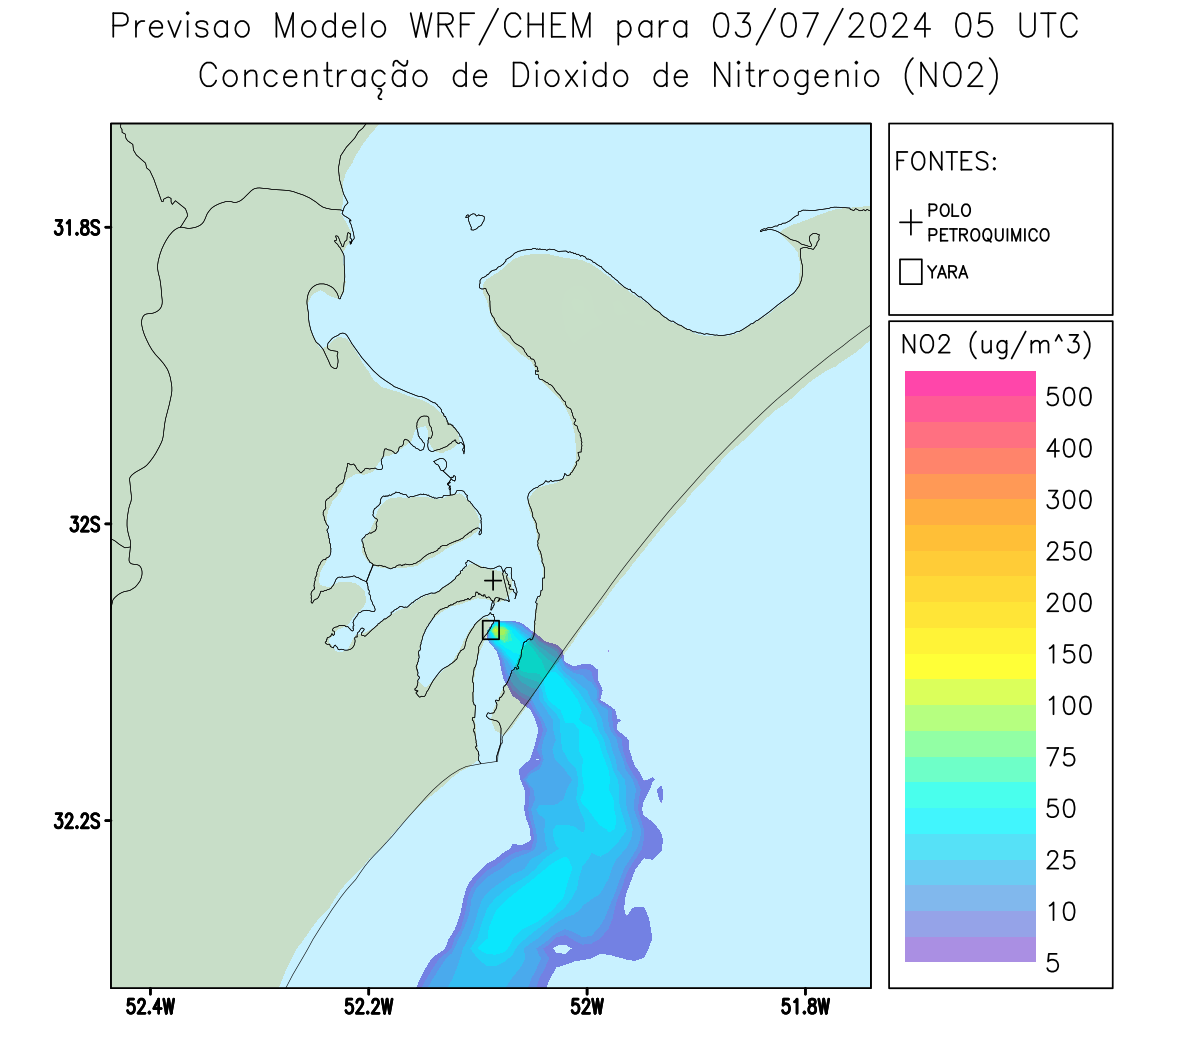 Previsao Modelo WRF/CHEM para 03/07/2024 05 UTC
Concentração de Dioxido de Nitrogenio (NO2)
FONTES:
POLO
PETROQUIMICO
YARA
NO2 (ug/m^3)
500
400
300
250
200
150
100
75
50
25
10
5
31.8S
32S
32.2S
52.4W
52.2W
52W
51.8W